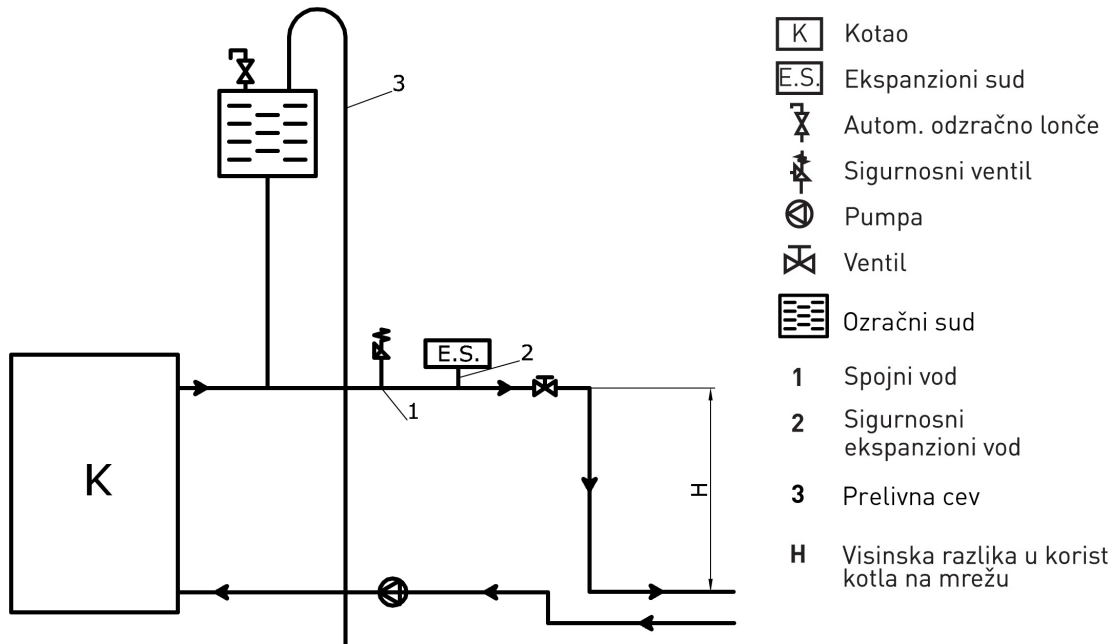 3
E.S.
2
1
K
H
K Kotao
E.S. Ekspanzioni sud
Autom. odzračno lonče
Sigurnosni ventil
Pumpa
Ventil
Ozračni sud
1 Spojni vod
2 Sigurnosni
ekspanzioni vod
3 Prelivna cev
H Visinska razlika u korist
kotla na mrežu